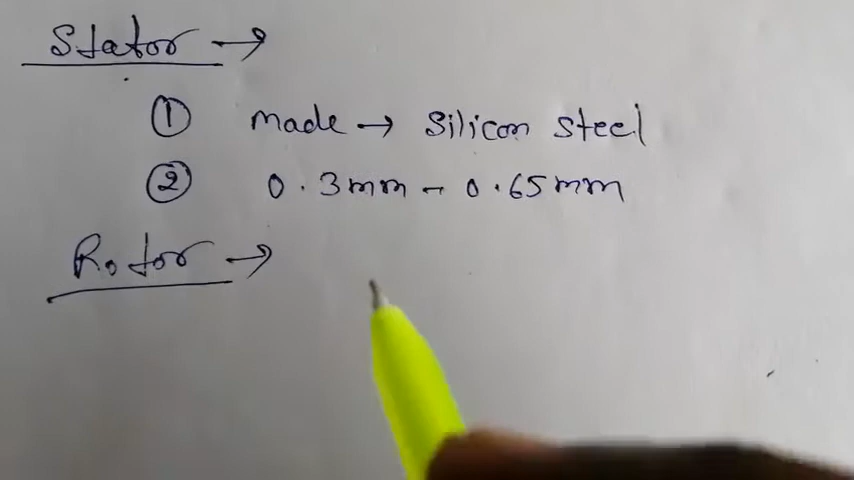 Stator →
① made → Silicon steel
② 0.3mm - 0.65mm
Rotor →